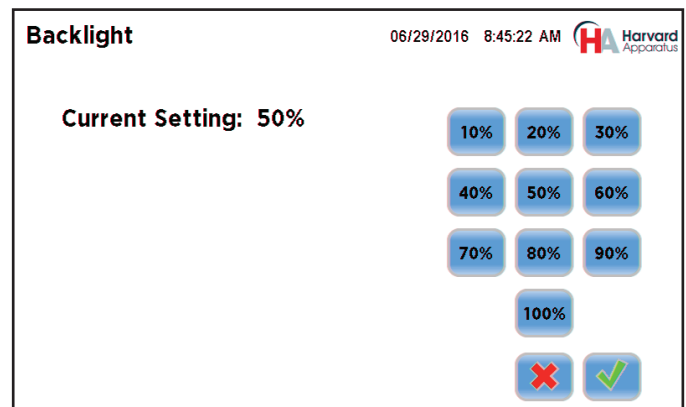 Backlight
06/29/2016 8:45:22 AM
HA Harvard
Apparatus
Current Setting: 50%
10% 20% 30%
40% 50% 60%
70% 80% 90%
100%